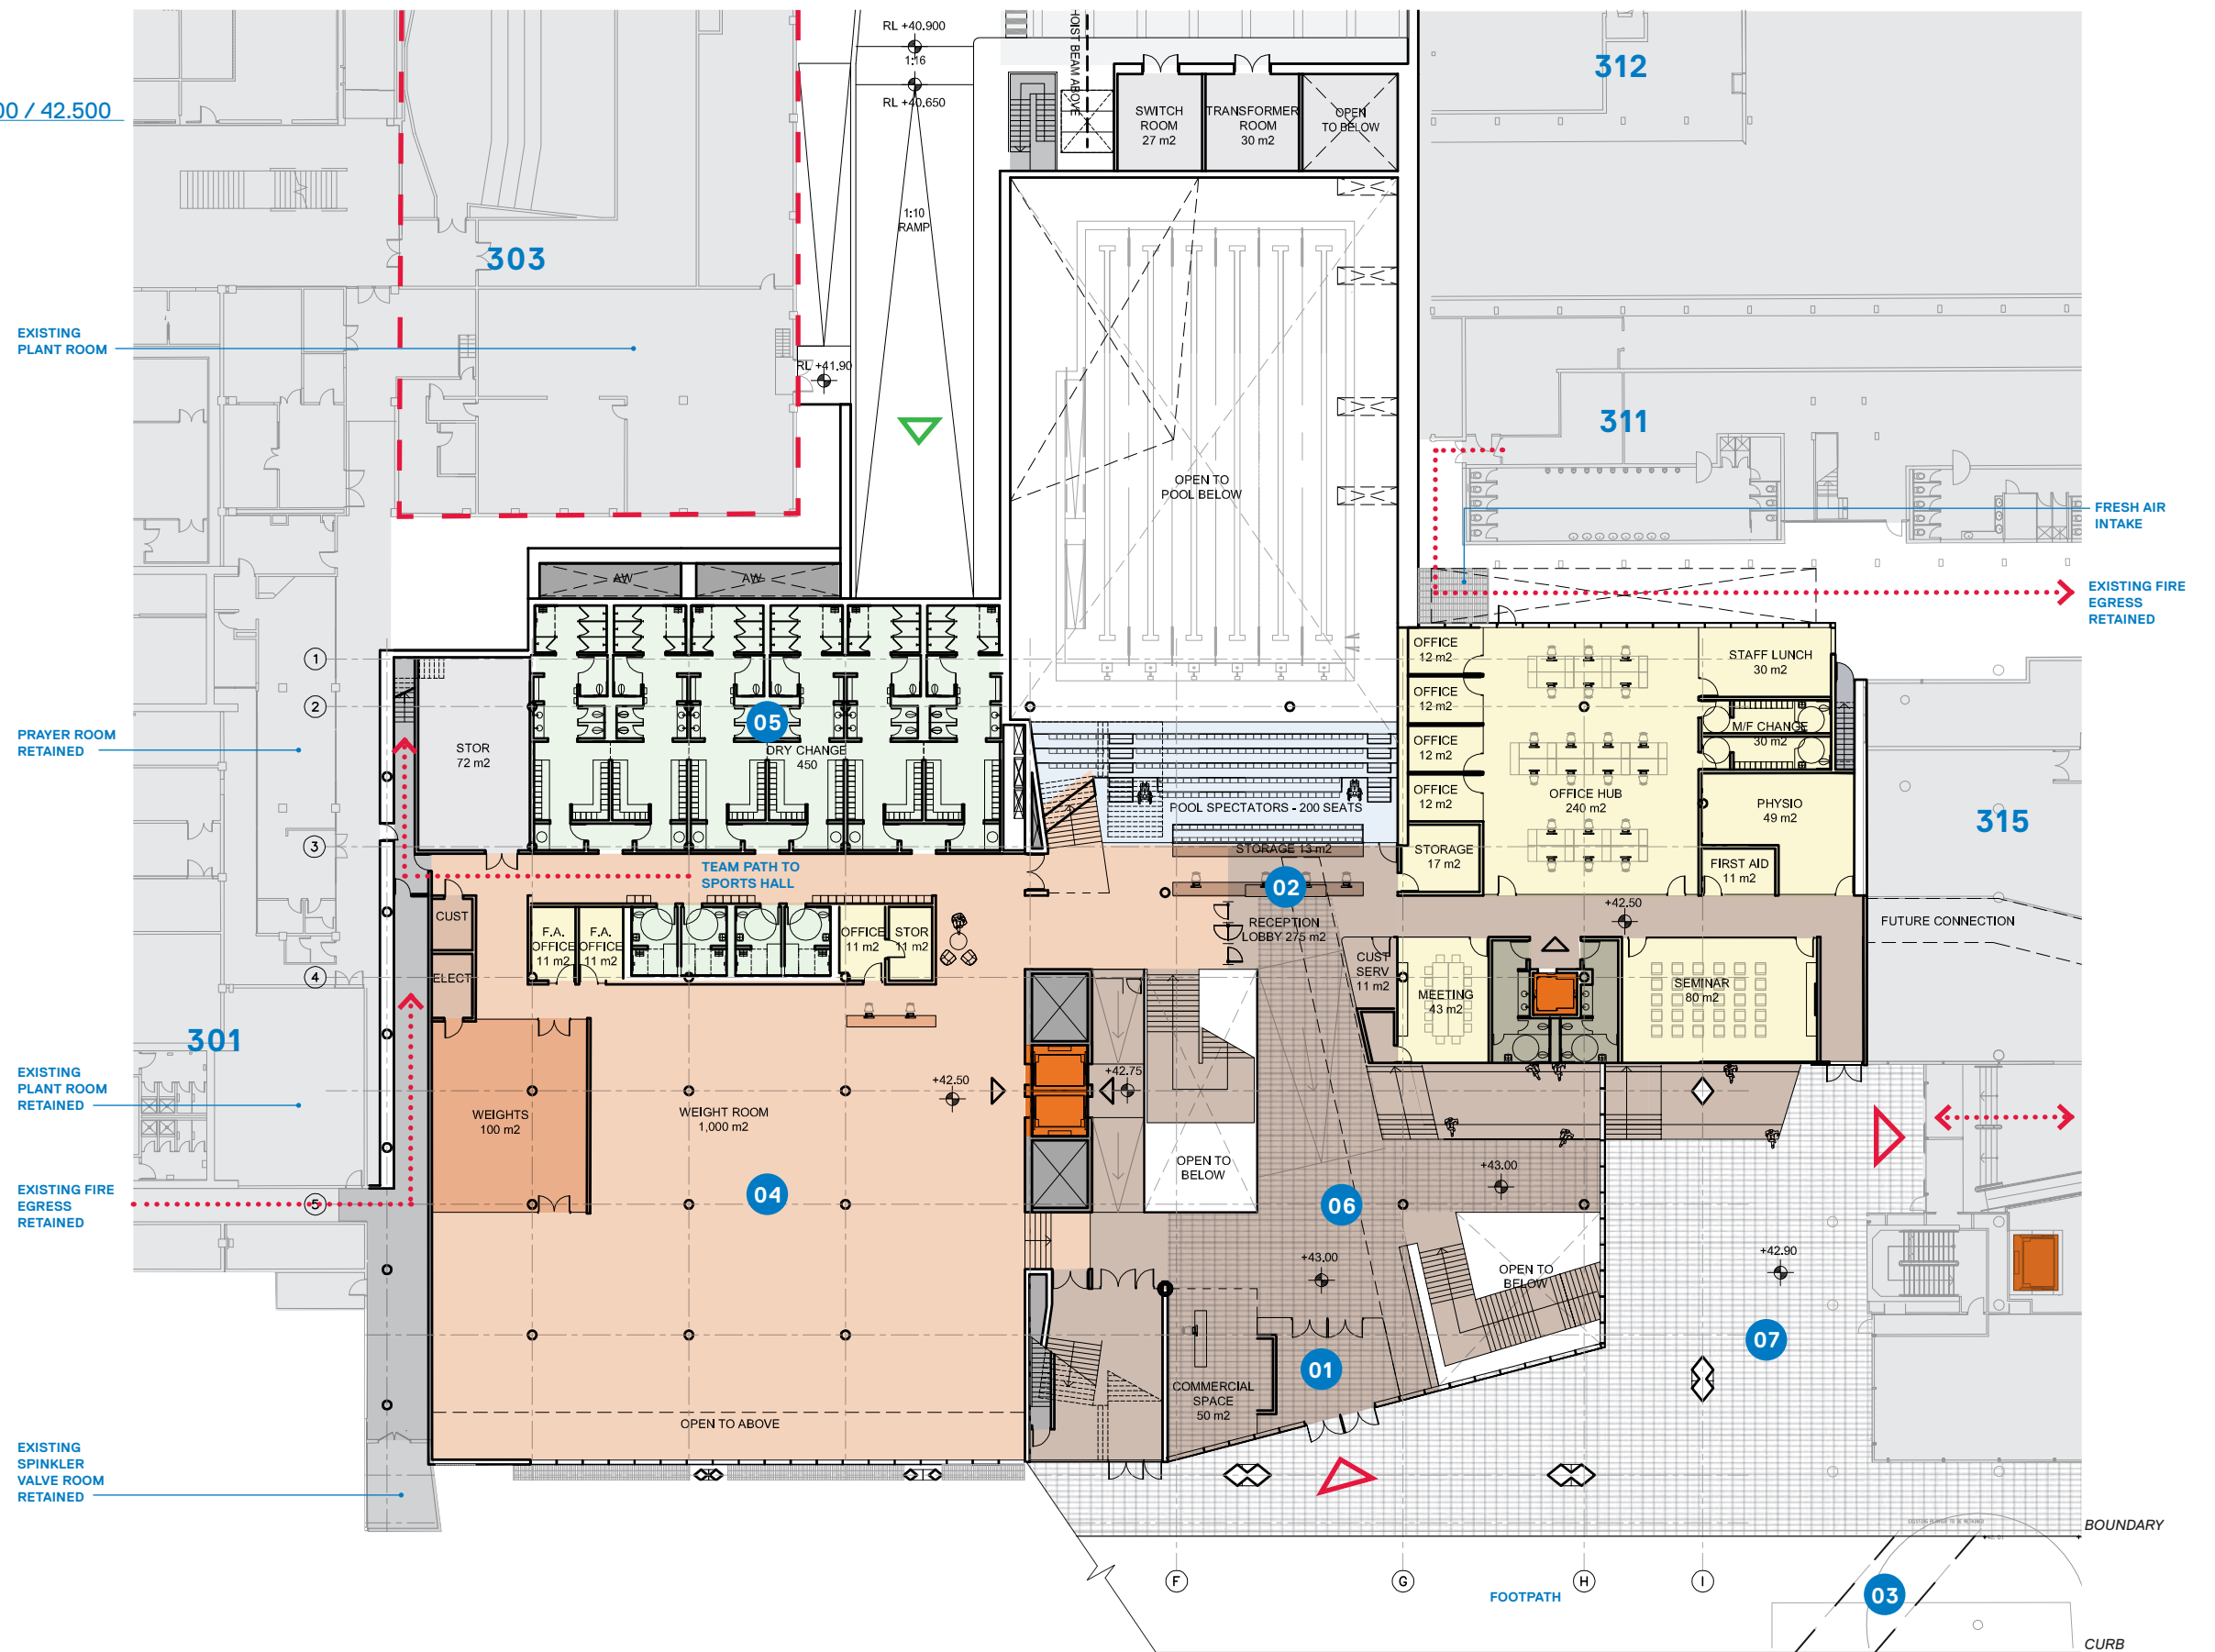 00 / 42.500
RL +40.900
1:16
RL +40.650
HOIST BEAM ABOVE
SWITCH
ROOM
27 m2
TRANSFORMER
ROOM
30 m2
OPEN
TO BELOW
312
1:10
RAMP
303
EXISTING
PLANT ROOM
RL +41.90
311
OPEN TO
POOL BELOW
FRESH AIR
INTAKE
EXISTING FIRE
EGRESS
RETAINED
AW
AW
1
2
3
4
5
PRAYER ROOM
RETAINED
STOR
72 m2
05
DRY CHANGE
450
POOL SPECTATORS - 200 SEATS
OFFICE
12 m2
OFFICE
12 m2
OFFICE
12 m2
OFFICE
12 m2
STORAGE
17 m2
OFFICE HUB
240 m2
STAFF LUNCH
30 m2
M/F CHANGE
30 m2
PHYSIO
49 m2
FIRST AID
11 m2
315
TEAM PATH TO
SPORTS HALL
STORAGE 13 m2
02
RECEPTION
LOBBY 275 m2
+42.50
FUTURE CONNECTION
CUST
ELECT
F.A.
OFFICE
11 m2
F.A.
OFFICE
11 m2
OFFICE
11 m2
STOR
11 m2
CUST
SERV
11 m2
MEETING
43 m2
SEMINAR
80 m2
301
EXISTING
PLANT ROOM
RETAINED
WEIGHTS
100 m2
WEIGHT ROOM
1,000 m2
+42.50
+42.75
OPEN TO
BELOW
+43.00
04
06
EXISTING FIRE
EGRESS
RETAINED
+43.00
OPEN TO
BELOW
+42.90
07
01
COMMERCIAL
SPACE
50 m2
OPEN TO ABOVE
EXISTING
SPINKLER
VALVE ROOM
RETAINED
BOUNDARY
F
G
H
I
FOOTPATH
03
CURB